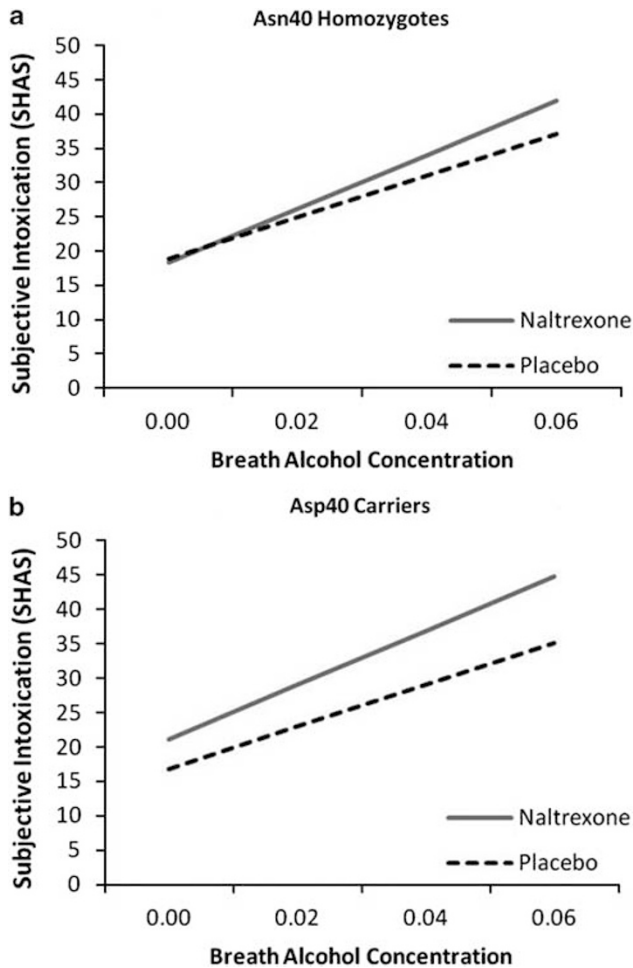 a
Asn40 Homozygotes
Subjective Intoxication (SHAS)
50
45
40
35
30
25
20
15
10
5
0
Naltrexone
Placebo
0.00 0.02 0.04 0.06
Breath Alcohol Concentration
b
Asp40 Carriers
Subjective Intoxication (SHAS)
50
45
40
35
30
25
20
15
10
5
0
Naltrexone
Placebo
0.00 0.02 0.04 0.06
Breath Alcohol Concentration